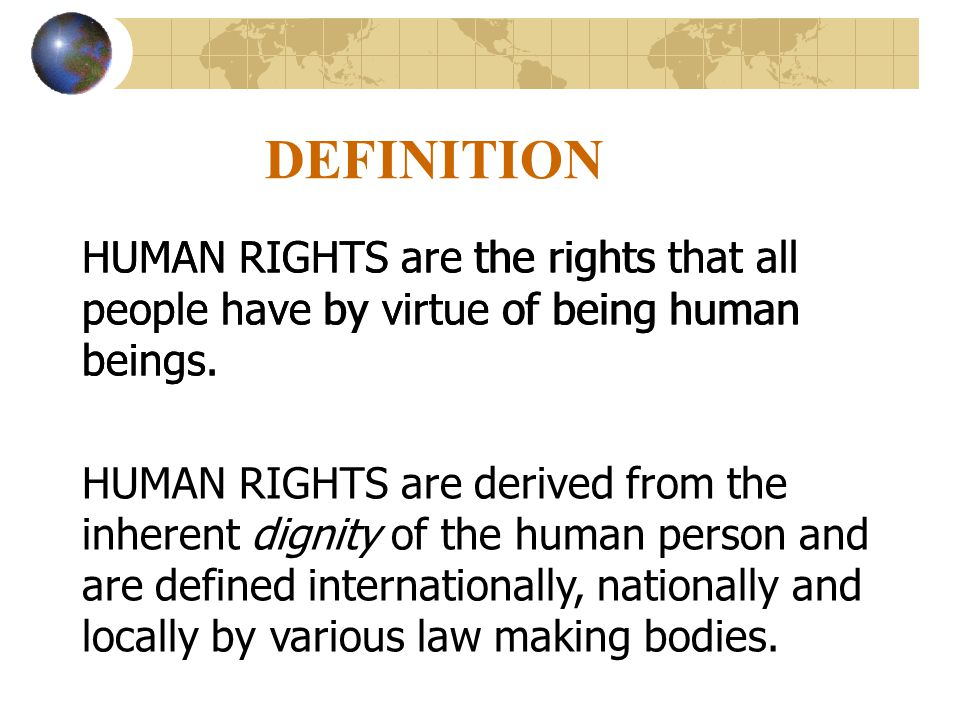 DEFINITION
HUMAN RIGHTS are the rights that all
people have by virtue of being human
beings.
HUMAN RIGHTS are derived from the
inherent dignity of the human person and
are defined internationally, nationally and
locally by various law making bodies.